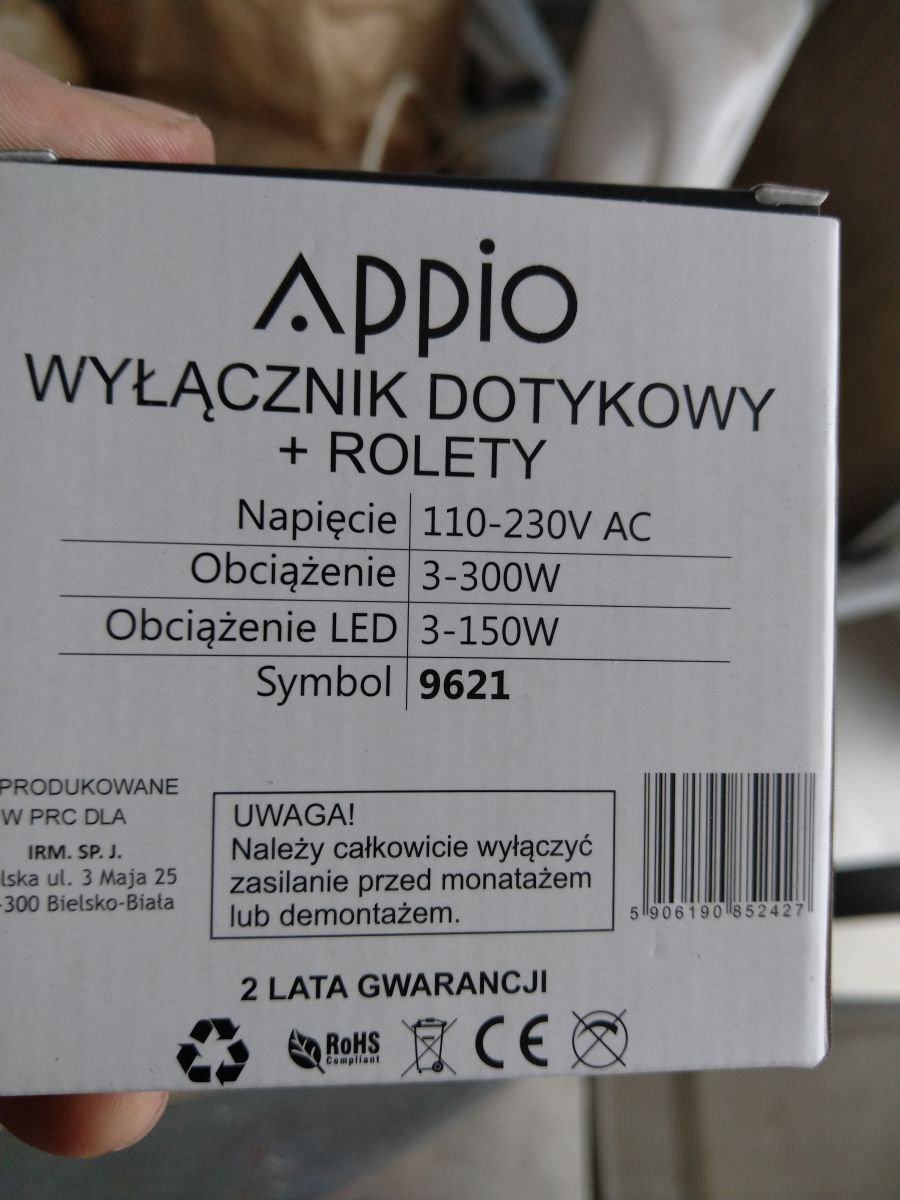 Appio
WYŁĄCZNIK DOTYKOWY
+ ROLETY
Napięcie 110-230V AC
Obciążenie 3-300W
Obciążenie LED 3-150W
Symbol 9621
PRODUKOWANE
W PRC DLA
IRM. SP. J.
lska ul. 3 Maja 25
-300 Bielsko-Biała
UWAGA!
Należy całkowicie wyłączyć
zasilanie przed monatażem
lub demontażem.
5 906190 852427
2 LATA GWARANCJI
RoHS
Compliant
CE